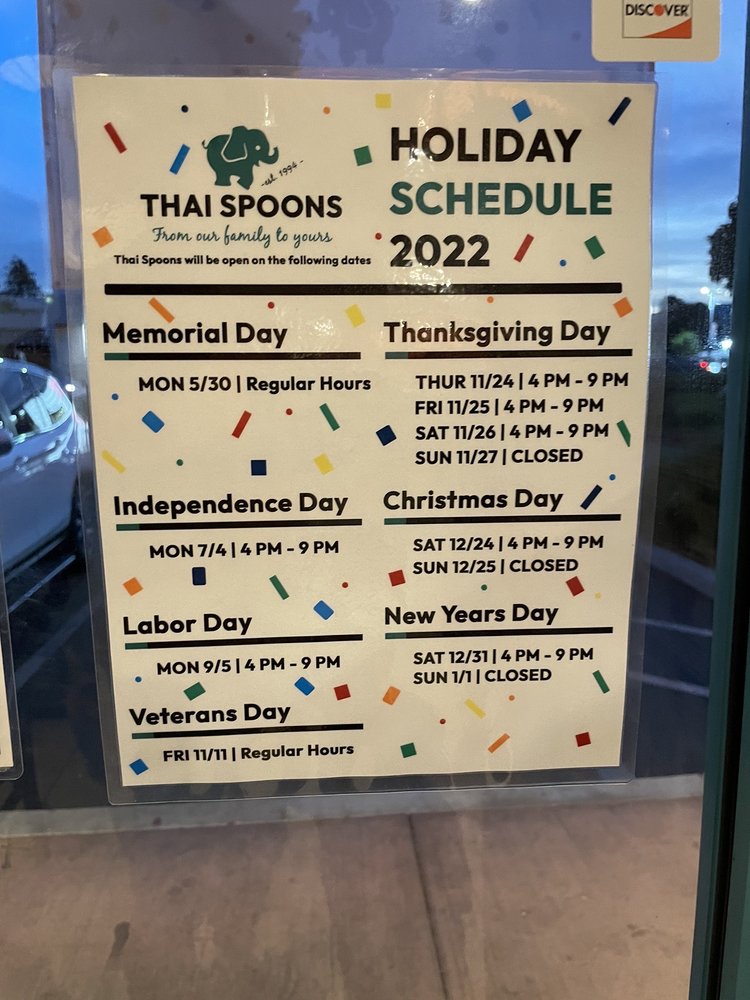 DISCOVER
-est. 1994-
THAI SPOONS
From our family to yours
Thai Spoons will be open on the following dates
HOLIDAY
SCHEDULE
2022
Memorial Day
MON 5/30 | Regular Hours
Independence Day
MON 7/4 | 4 PM - 9 PM
Labor Day
MON 9/5 | 4 PM - 9 PM
Veterans Day
FRI 11/11 | Regular Hours
Thanksgiving Day
THUR 11/24 | 4 PM - 9 PM
FRI 11/25 | 4 PM - 9 PM
SAT 11/26 | 4 PM - 9 PM
SUN 11/27 | CLOSED
Christmas Day
SAT 12/24 | 4 PM - 9 PM
SUN 12/25 | CLOSED
New Years Day
SAT 12/31 | 4 PM - 9 PM
SUN 1/1 | CLOSED